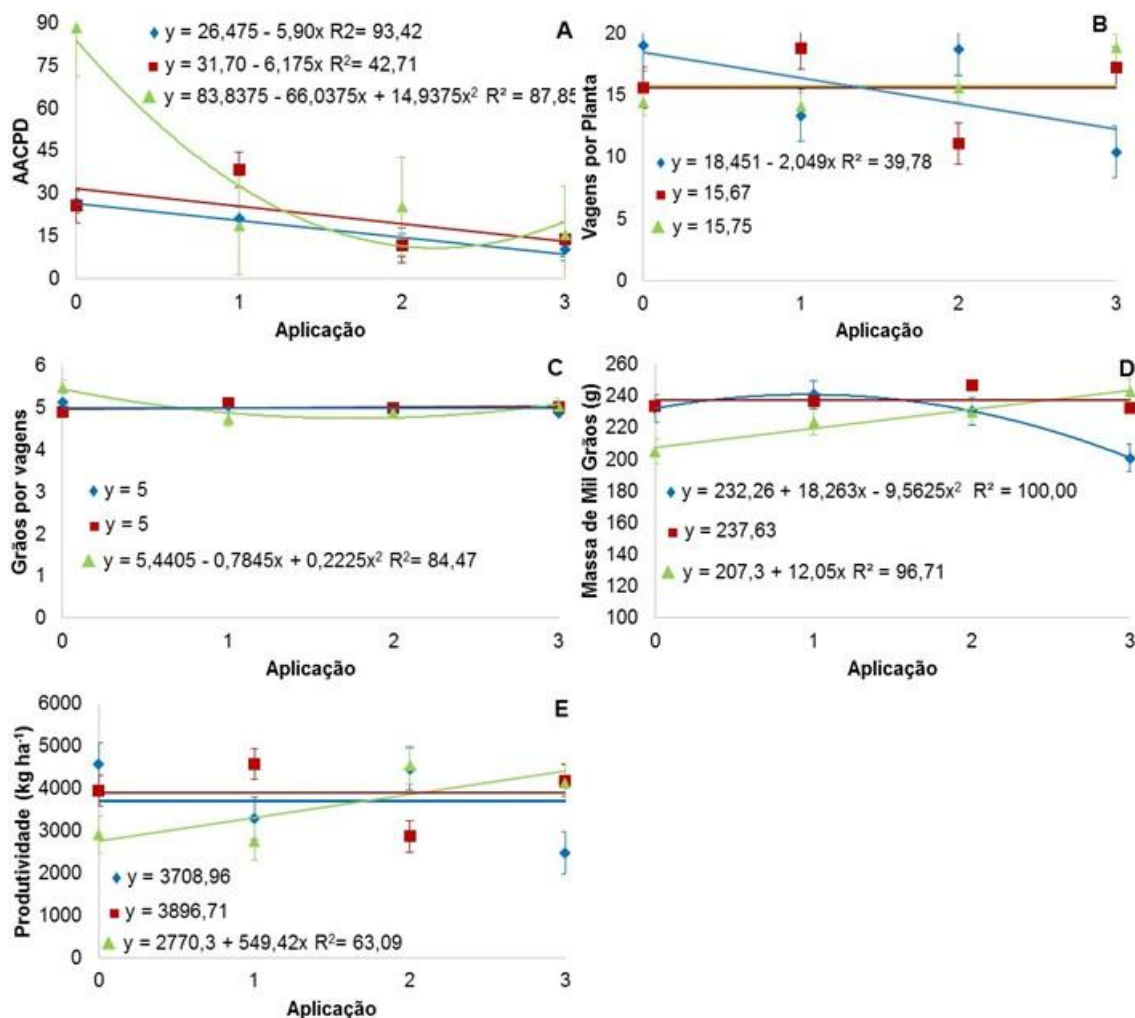 A
AACPD
90
75
60
45
30
15
0
y = 26,475 - 5,90x R2= 93,42
y = 31,70 - 6,175x R²= 42,71
y = 83,8375 - 66,0375x + 14,9375x² R²= 87,85
0 1 2 3
Aplicação
B
Vagens por Planta
20
15
10
5
0
y = 18,451 - 2,049x R² = 39,78
y = 15,67
y = 15,75
0 1 2 3
Aplicação
C
Grãos por vagens
6
5
4
3
2
1
0
y = 5
y = 5
y = 5,4405 - 0,7845x + 0,2225x² R²= 84,47
0 1 2 3
Aplicação
D
Massa de Mil Grãos (g)
260
240
220
200
180
160
140
120
100
y = 232,26 + 18,263x - 9,5625x² R² = 100,00
y = 237,63
y = 207,3 + 12,05x R² = 96,71
0 1 2 3
Aplicação
E
Produtividade (kg ha⁻¹)
6000
5000
4000
3000
2000
1000
0
y = 3708,96
y = 3896,71
y = 2770,3 + 549,42x R²= 63,09
0 1 2 3
Aplicação